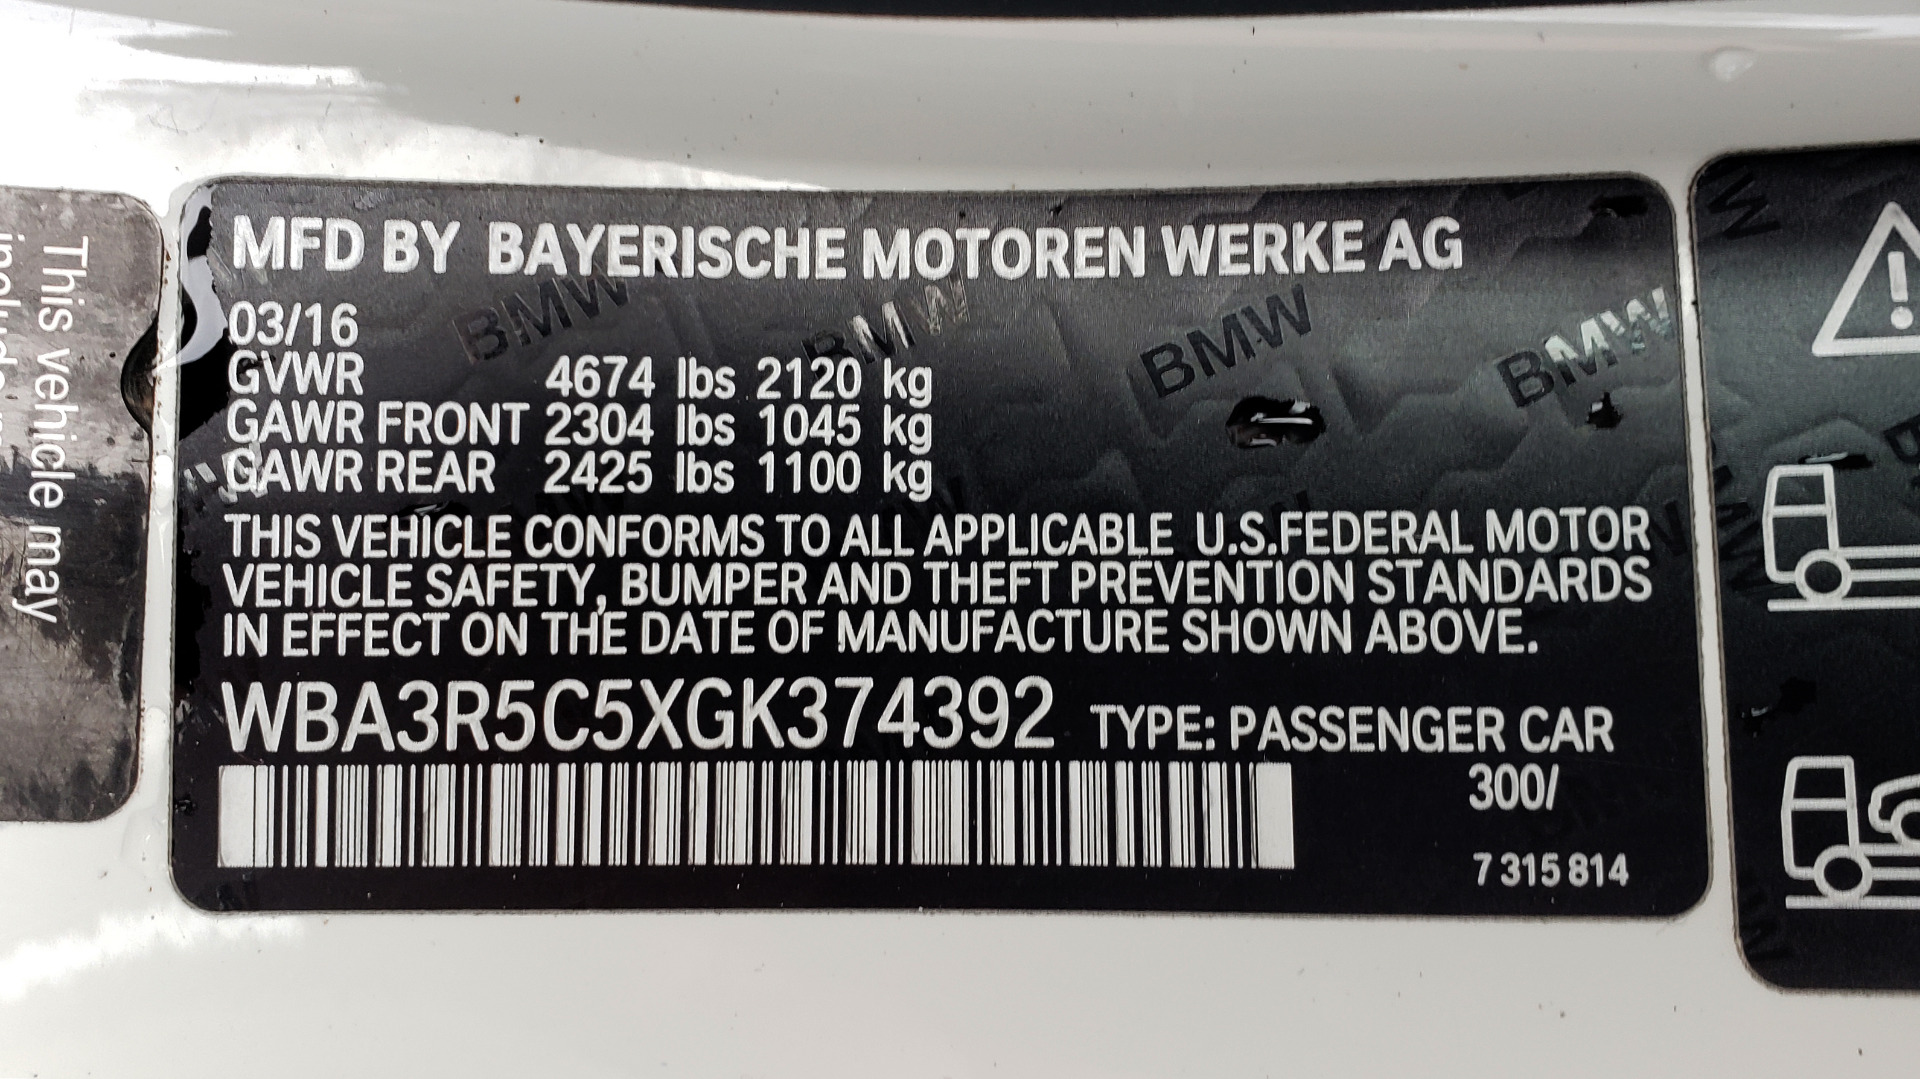 This vehicle may
MFD BY BAYERISCHE MOTOREN WERKE AG
03/16
GVWR 4674 lbs 2120 kg
GAWR FRONT 2304 lbs 1045 kg
GAWR REAR 2425 lbs 1100 kg
THIS VEHICLE CONFORMS TO ALL APPLICABLE U.S.FEDERAL MOTOR
VEHICLE SAFETY, BUMPER AND THEFT PREVENTION STANDARDS
IN EFFECT ON THE DATE OF MANUFACTURE SHOWN ABOVE.
WBA3R5C5XGK374392 TYPE: PASSENGER CAR
300/
7 315 814
BMW
BMW
BMW
BMW